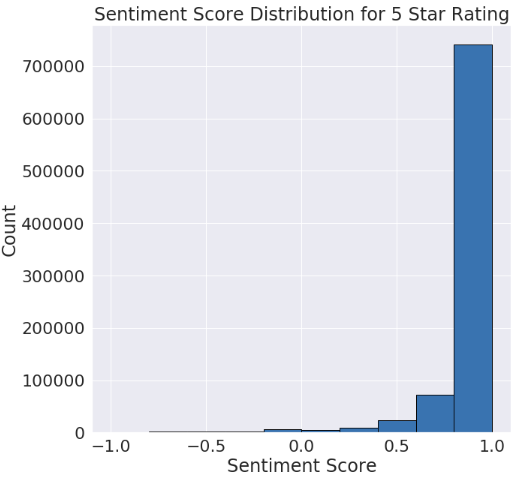 Sentiment Score Distribution for 5 Star Rating
700000
600000
500000
400000
300000
200000
100000
0
Count
−1.0 −0.5 0.0 0.5 1.0
Sentiment Score